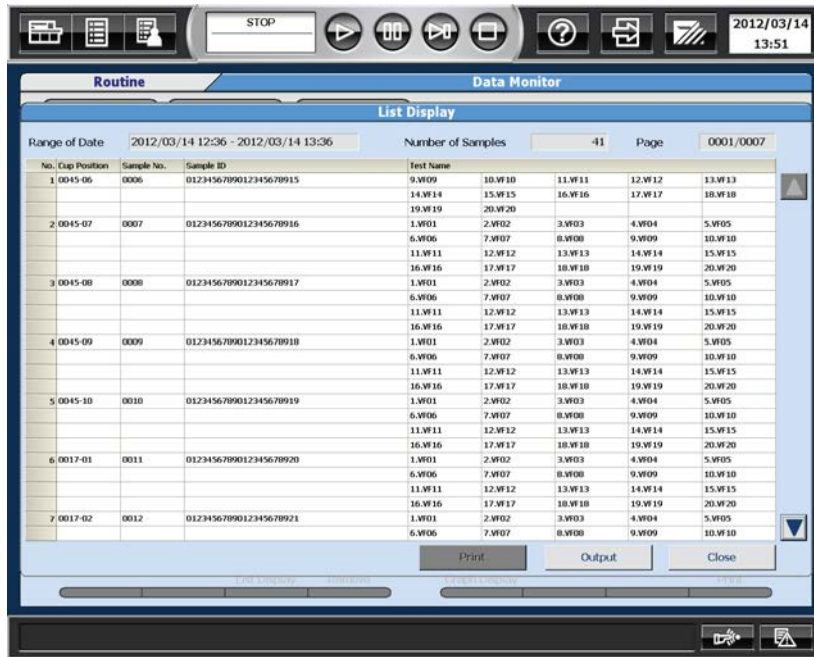 STOP
2012/03/14
13:51
Routine
Data Monitor
List Display
Range of Date 2012/03/14 12:36 - 2012/03/14 13:36 Number of Samples 41 Page 0001/0007
No. Cup Position Sample No. Sample ID Test Name
1 0045-06 0006 0123456789012345678915 9.VF09 10.VF10 11.VF11 12.VF12 13.VF13
14.VF14 15.VF15 16.VF16 17.VF17 18.VF18
19.VF19 20.VF20
2 0045-07 0007 0123456789012345678916 1.VF01 2.VF02 3.VF03 4.VF04 5.VF05
6.VF06 7.VF07 8.VF08 9.VF09 10.VF10
11.VF11 12.VF12 13.VF13 14.VF14 15.VF15
16.VF16 17.VF17 18.VF18 19.VF19 20.VF20
3 0045-08 0008 0123456789012345678917 1.VF01 2.VF02 3.VF03 4.VF04 5.VF05
6.VF06 7.VF07 8.VF08 9.VF09 10.VF10
11.VF11 12.VF12 13.VF13 14.VF14 15.VF15
16.VF16 17.VF17 18.VF18 19.VF19 20.VF20
4 0045-09 0009 0123456789012345678918 1.VF01 2.VF02 3.VF03 4.VF04 5.VF05
6.VF06 7.VF07 8.VF08 9.VF09 10.VF10
11.VF11 12.VF12 13.VF13 14.VF14 15.VF15
16.VF16 17.VF17 18.VF18 19.VF19 20.VF20
5 0045-10 0010 0123456789012345678919 1.VF01 2.VF02 3.VF03 4.VF04 5.VF05
6.VF06 7.VF07 8.VF08 9.VF09 10.VF10
11.VF11 12.VF12 13.VF13 14.VF14 15.VF15
16.VF16 17.VF17 18.VF18 19.VF19 20.VF20
6 0017-01 0011 0123456789012345678920 1.VF01 2.VF02 3.VF03 4.VF04 5.VF05
6.VF06 7.VF07 8.VF08 9.VF09 10.VF10
11.VF11 12.VF12 13.VF13 14.VF14 15.VF15
16.VF16 17.VF17 18.VF18 19.VF19 20.VF20
7 0017-02 0012 0123456789012345678921 1.VF01 2.VF02 3.VF03 4.VF04 5.VF05
6.VF06 7.VF07 8.VF08 9.VF09 10.VF10
Print Output Close
List Display Remove Graph Display Print